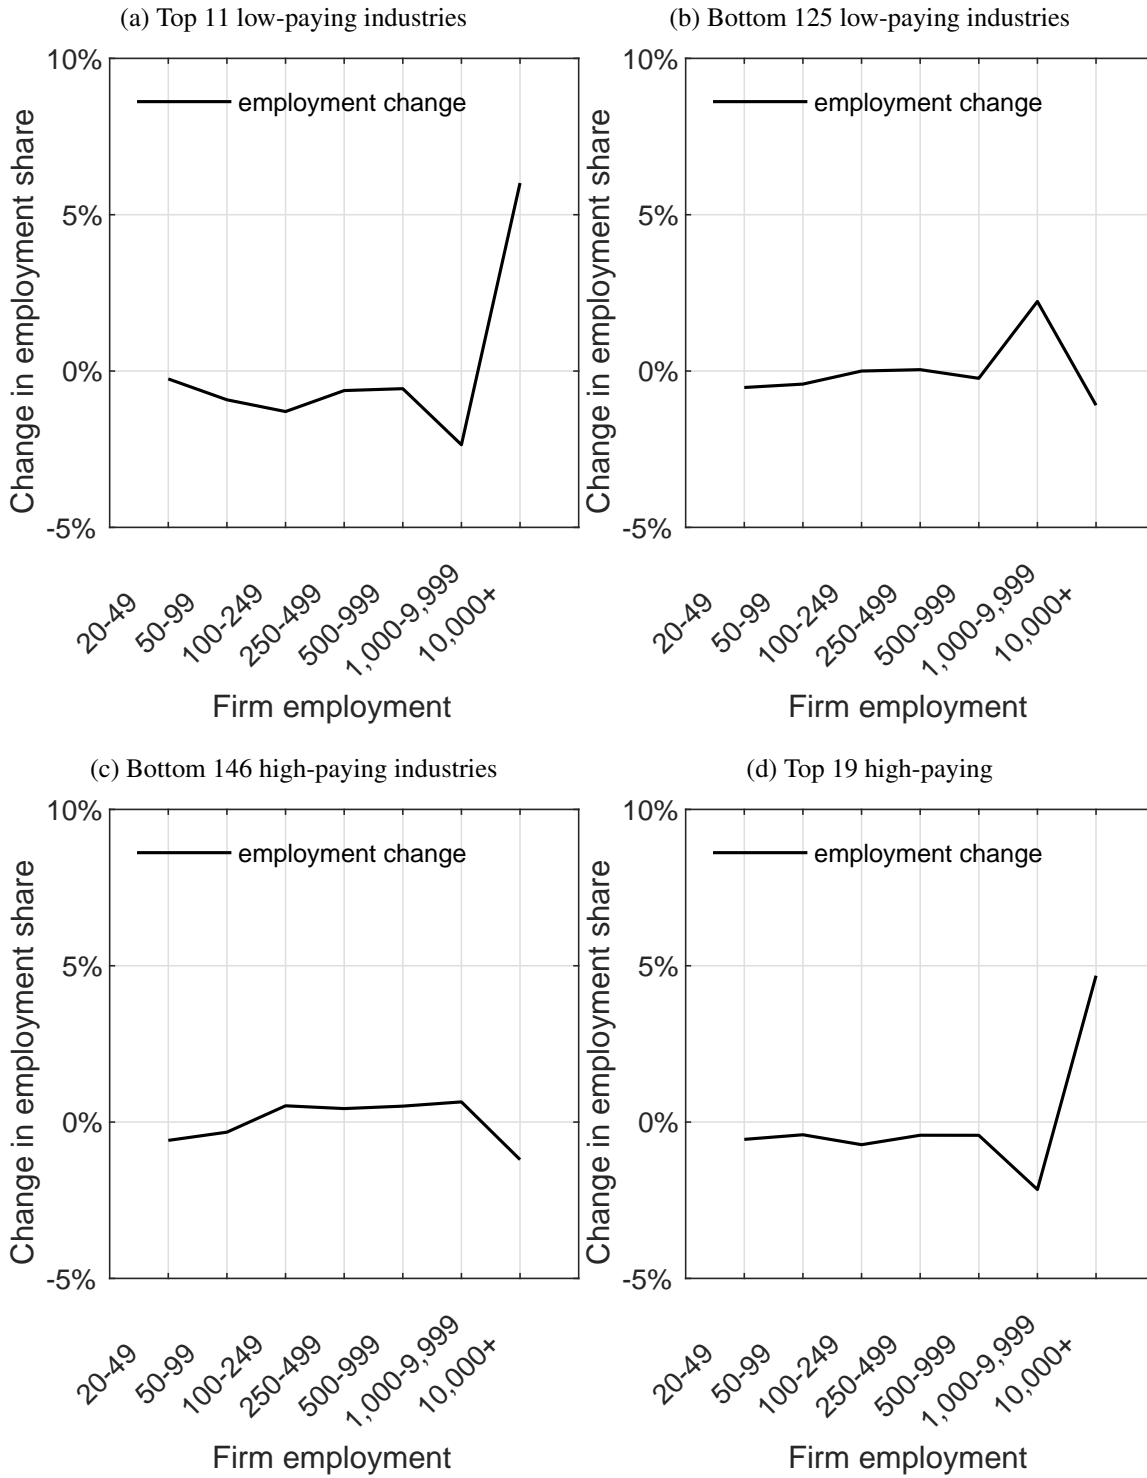 (a) Top 11 low-paying industries
10%
5%
0%
-5%
Change in employment share
employment change
20-49
50-99
100-249
250-499
500-999
1,000-9,999
10,000+
Firm employment
(b) Bottom 125 low-paying industries
10%
5%
0%
-5%
Change in employment share
employment change
20-49
50-99
100-249
250-499
500-999
1,000-9,999
10,000+
Firm employment
(c) Bottom 146 high-paying industries
10%
5%
0%
-5%
Change in employment share
employment change
20-49
50-99
100-249
250-499
500-999
1,000-9,999
10,000+
Firm employment
(d) Top 19 high-paying
10%
5%
0%
-5%
Change in employment share
employment change
20-49
50-99
100-249
250-499
500-999
1,000-9,999
10,000+
Firm employment